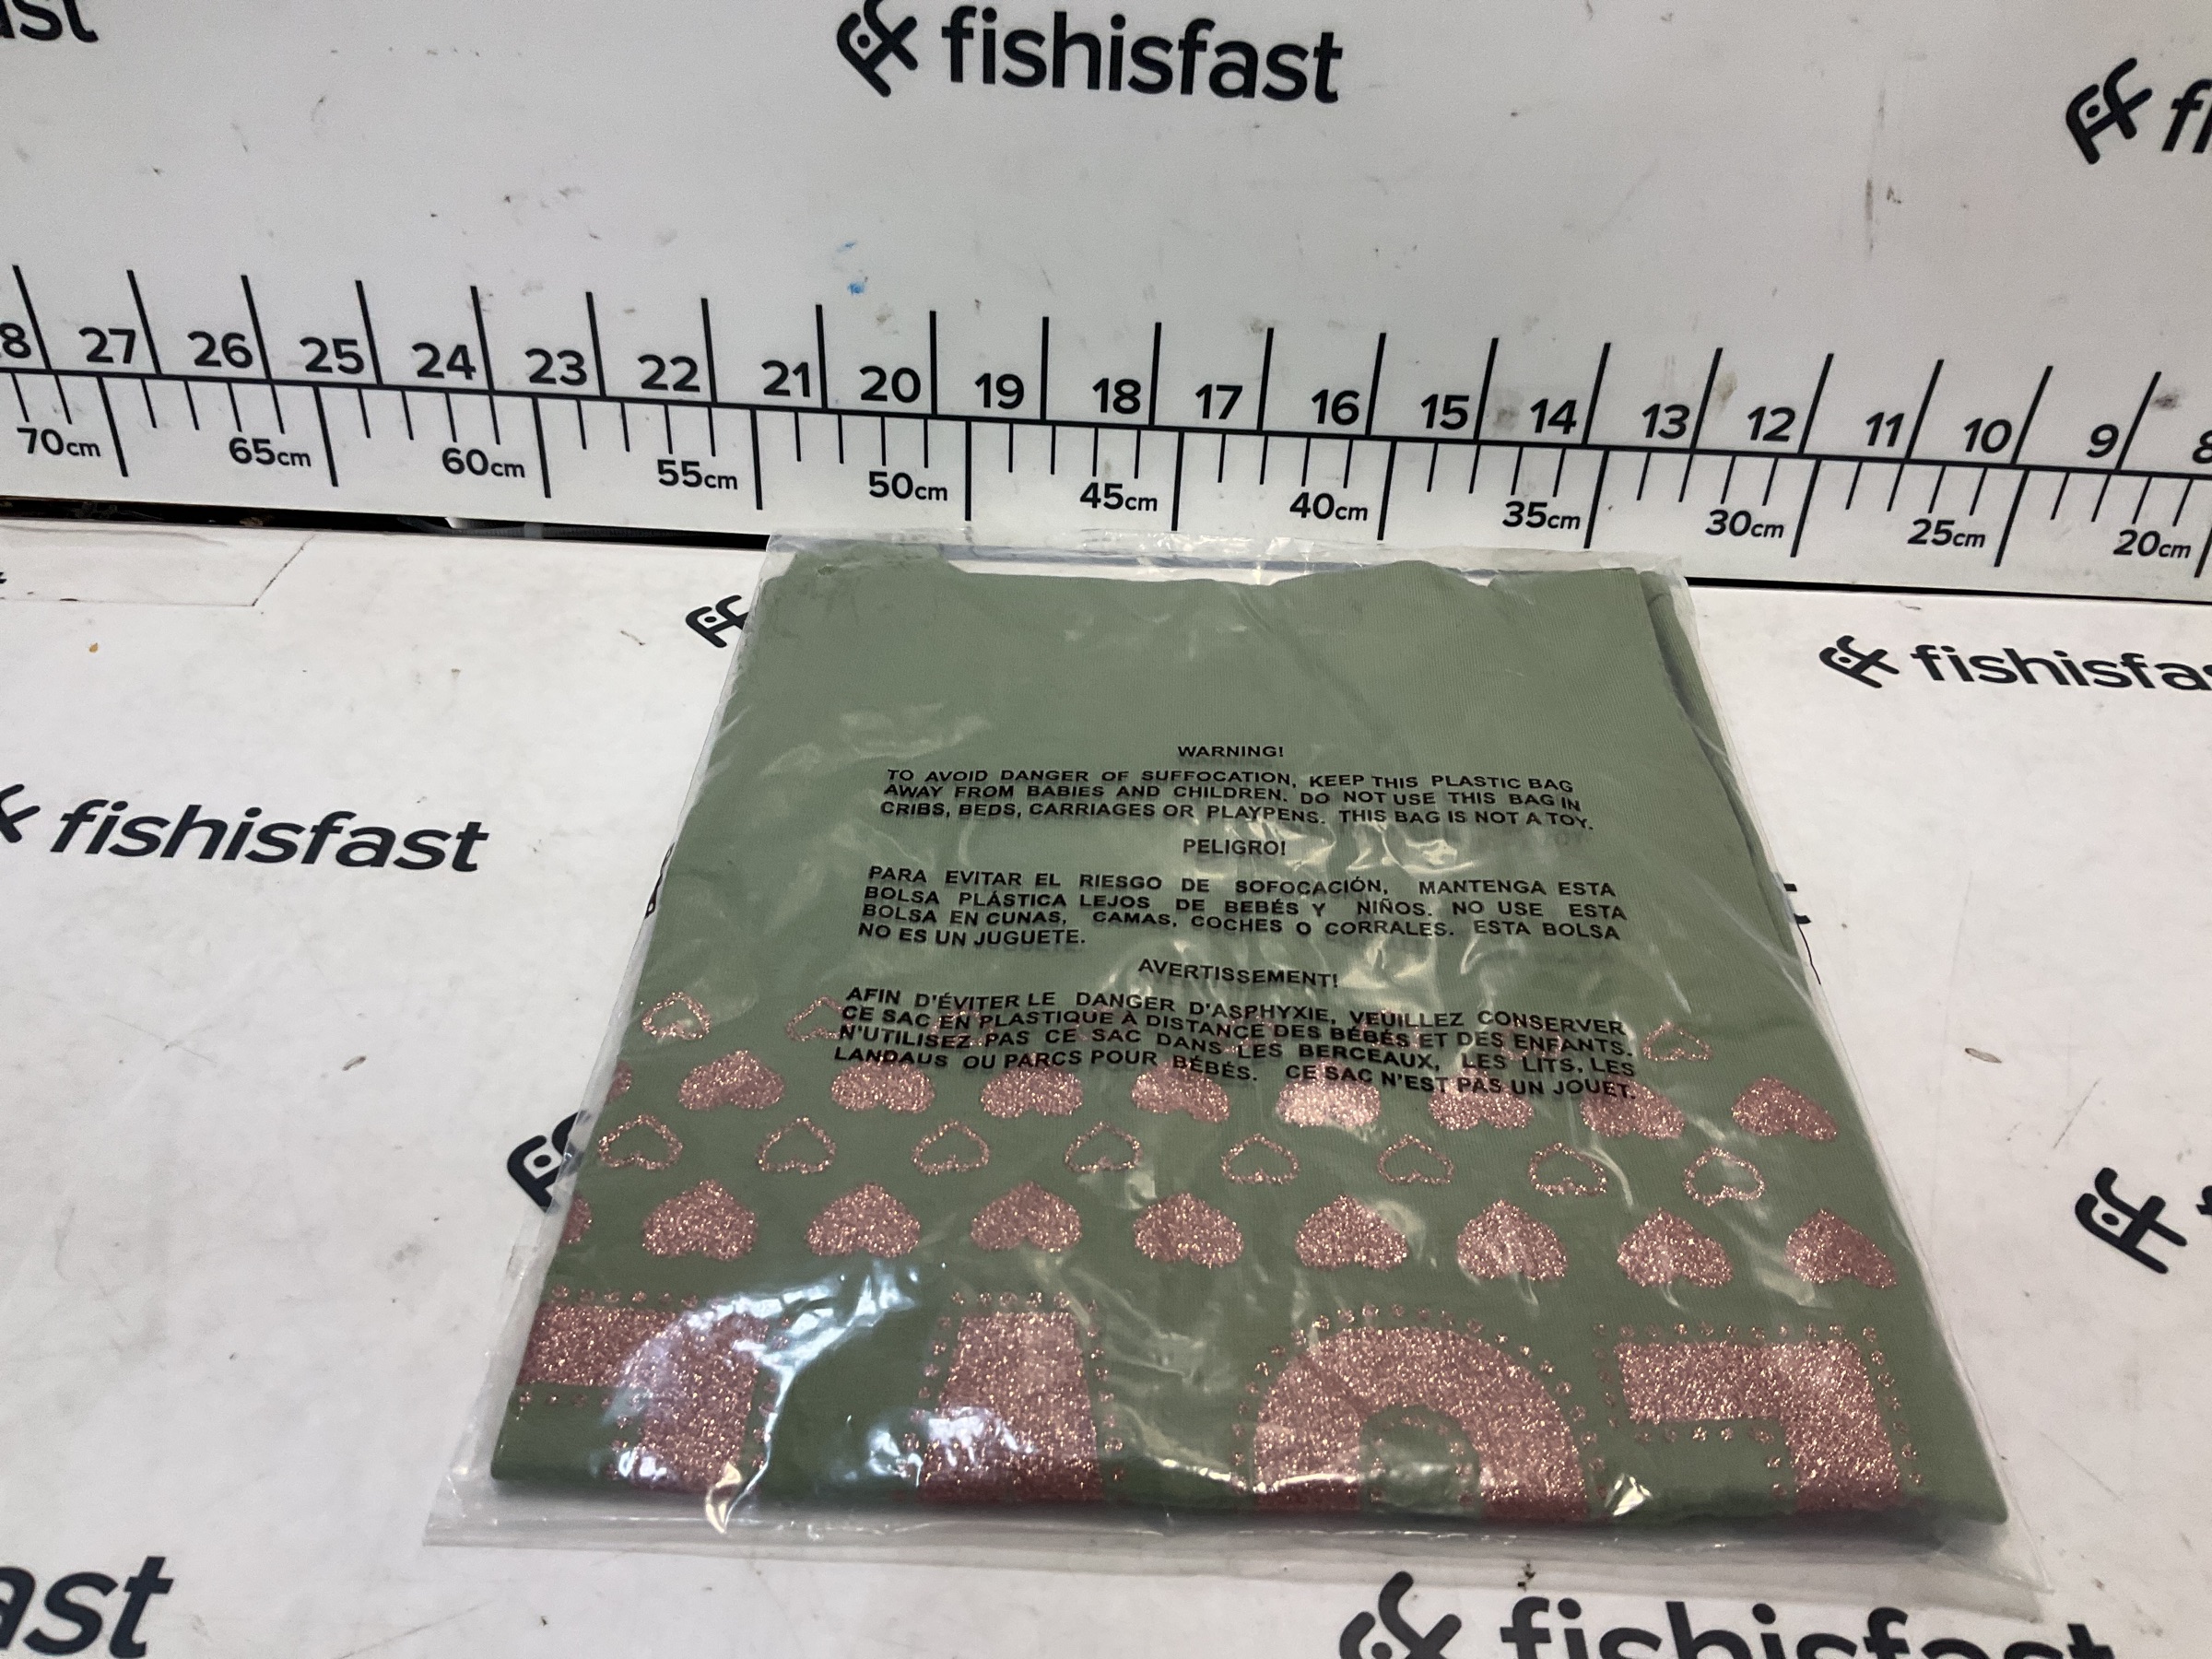 ast
fishisfast
28 27 26 25 24 23 22 21 20 19 18 17 16 15 14 13 12 11 10 9 8
70cm 65cm 60cm 55cm 50cm 45cm 40cm 35cm 30cm 25cm 20cm
fishisfas
fishisfast
WARNING!
TO AVOID DANGER OF SUFFOCATION, KEEP THIS PLASTIC BAG
AWAY FROM BABIES AND CHILDREN. DO NOT USE THIS BAG IN
CRIBS, BEDS, CARRIAGES OR PLAYPENS. THIS BAG IS NOT A TOY.
PELIGRO!
PARA EVITAR EL RIESGO DE SOFOCACIÓN, MANTENGA ESTA
BOLSA PLÁSTICA LEJOS DE BEBÉS Y NIÑOS. NO USE ESTA
BOLSA EN CUNAS, CAMAS, COCHES O CORRALES. ESTA BOLSA
NO ES UN JUGUETE.
AVERTISSEMENT!
AFIN D'ÉVITER LE DANGER D'ASPHYXIE, VEUILLEZ CONSERVER
CE SAC EN PLASTIQUE À DISTANCE DES BÉBÉS ET DES ENFANTS.
N'UTILISEZ PAS CE SAC DANS LES BERCEAUX, LES LITS, LES
LANDAUS OU PARCS POUR BÉBÉS. CE SAC N'EST PAS UN JOUET.
ast
fishisfast